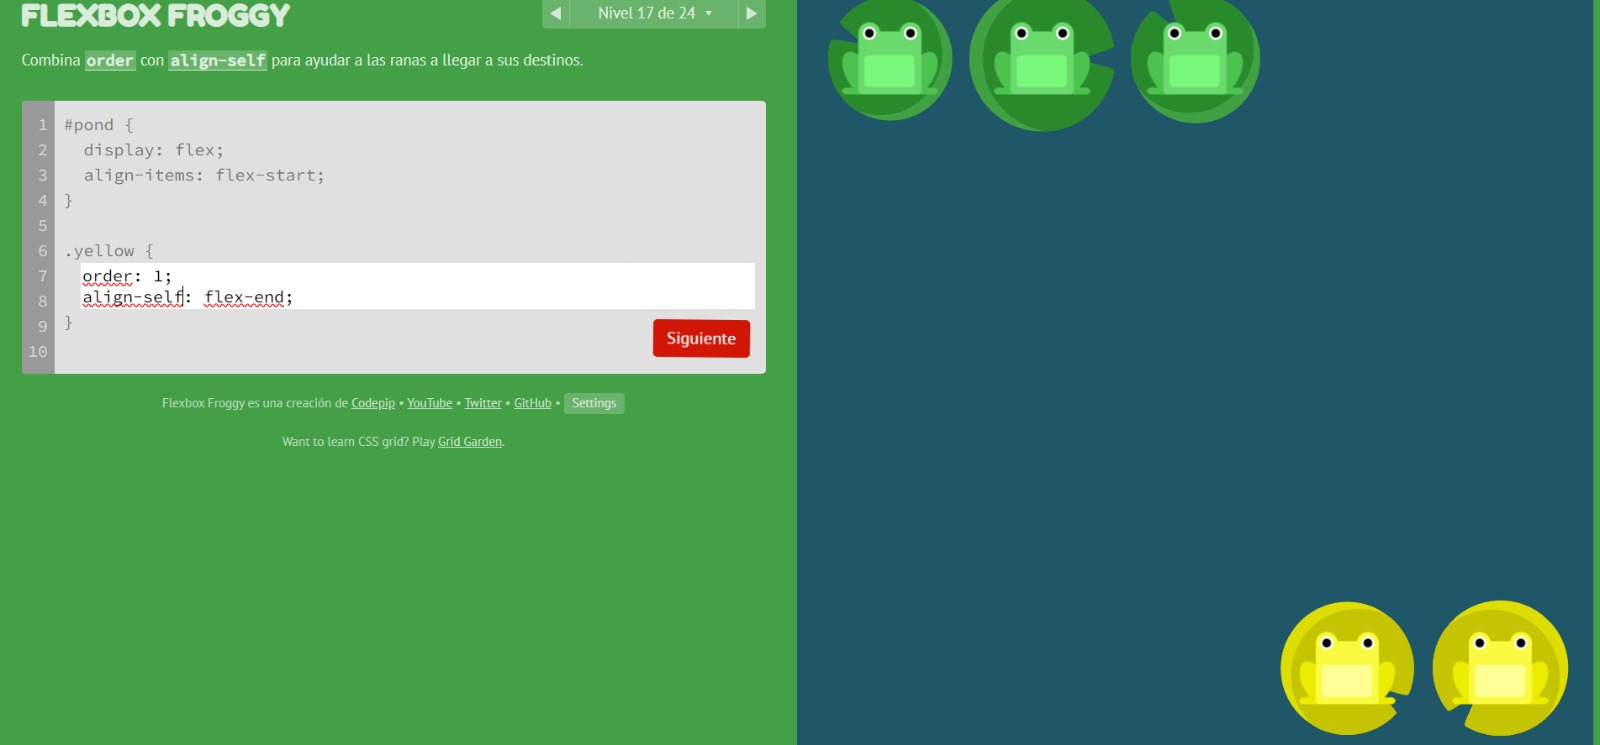 FLEXBOX FROGGY
◀ Nivel 17 de 24 ▾ ▶
Combina order con align-self para ayudar a las ranas a llegar a sus destinos.
1 #pond {
2 display: flex;
3 align-items: flex-start;
4 }
5
6 .yellow {
7 order: 1;
8 align-self: flex-end;
9 }
10
Siguiente
Flexbox Froggy es una creación de Codepip • YouTube • Twitter • GitHub • Settings
Want to learn CSS grid? Play Grid Garden.